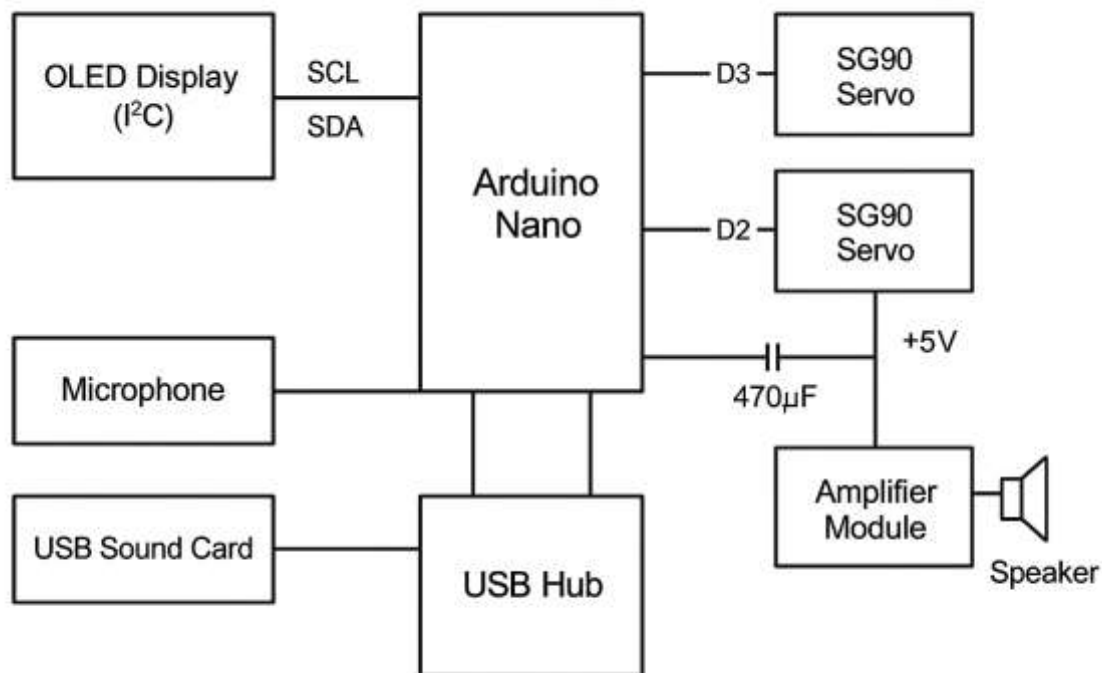 OLED Display
(I²C)
SCL
SDA
Arduino
Nano
D3
SG90
Servo
D2
SG90
Servo
+5V
470µF
Microphone
USB Sound Card
USB Hub
Amplifier
Module
Speaker